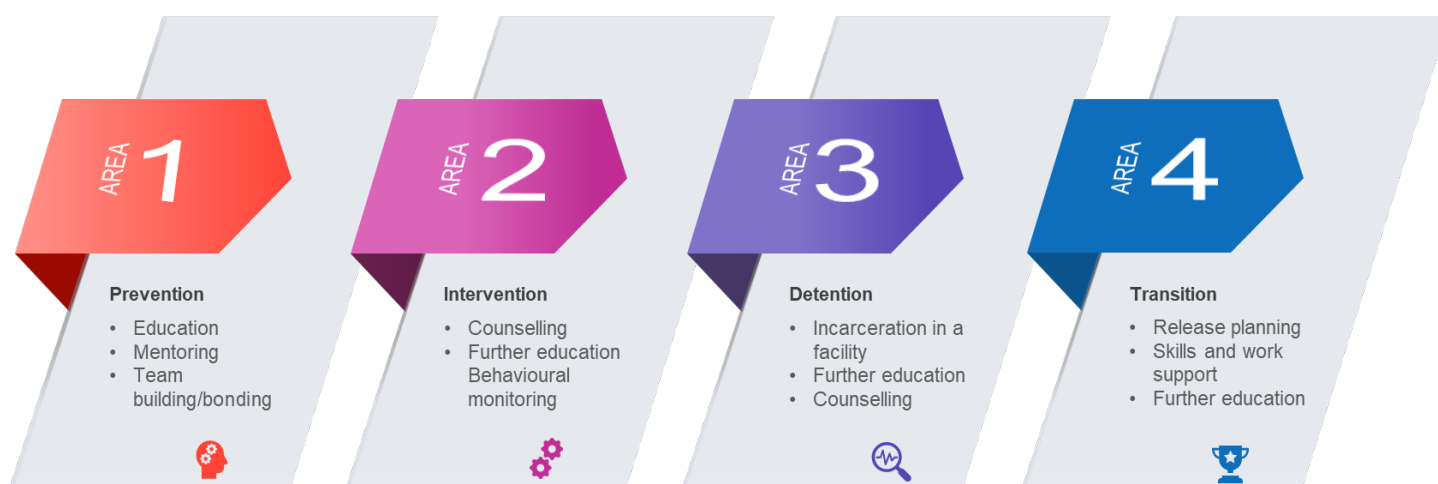 AREA 1
AREA 2
AREA 3
AREA 4
Prevention
• Education
• Mentoring
• Team
building/bonding
Intervention
• Counselling
• Further education
Behavioural
monitoring
Detention
• Incarceration in a
facility
• Further education
• Counselling
Transition
• Release planning
• Skills and work
support
• Further education